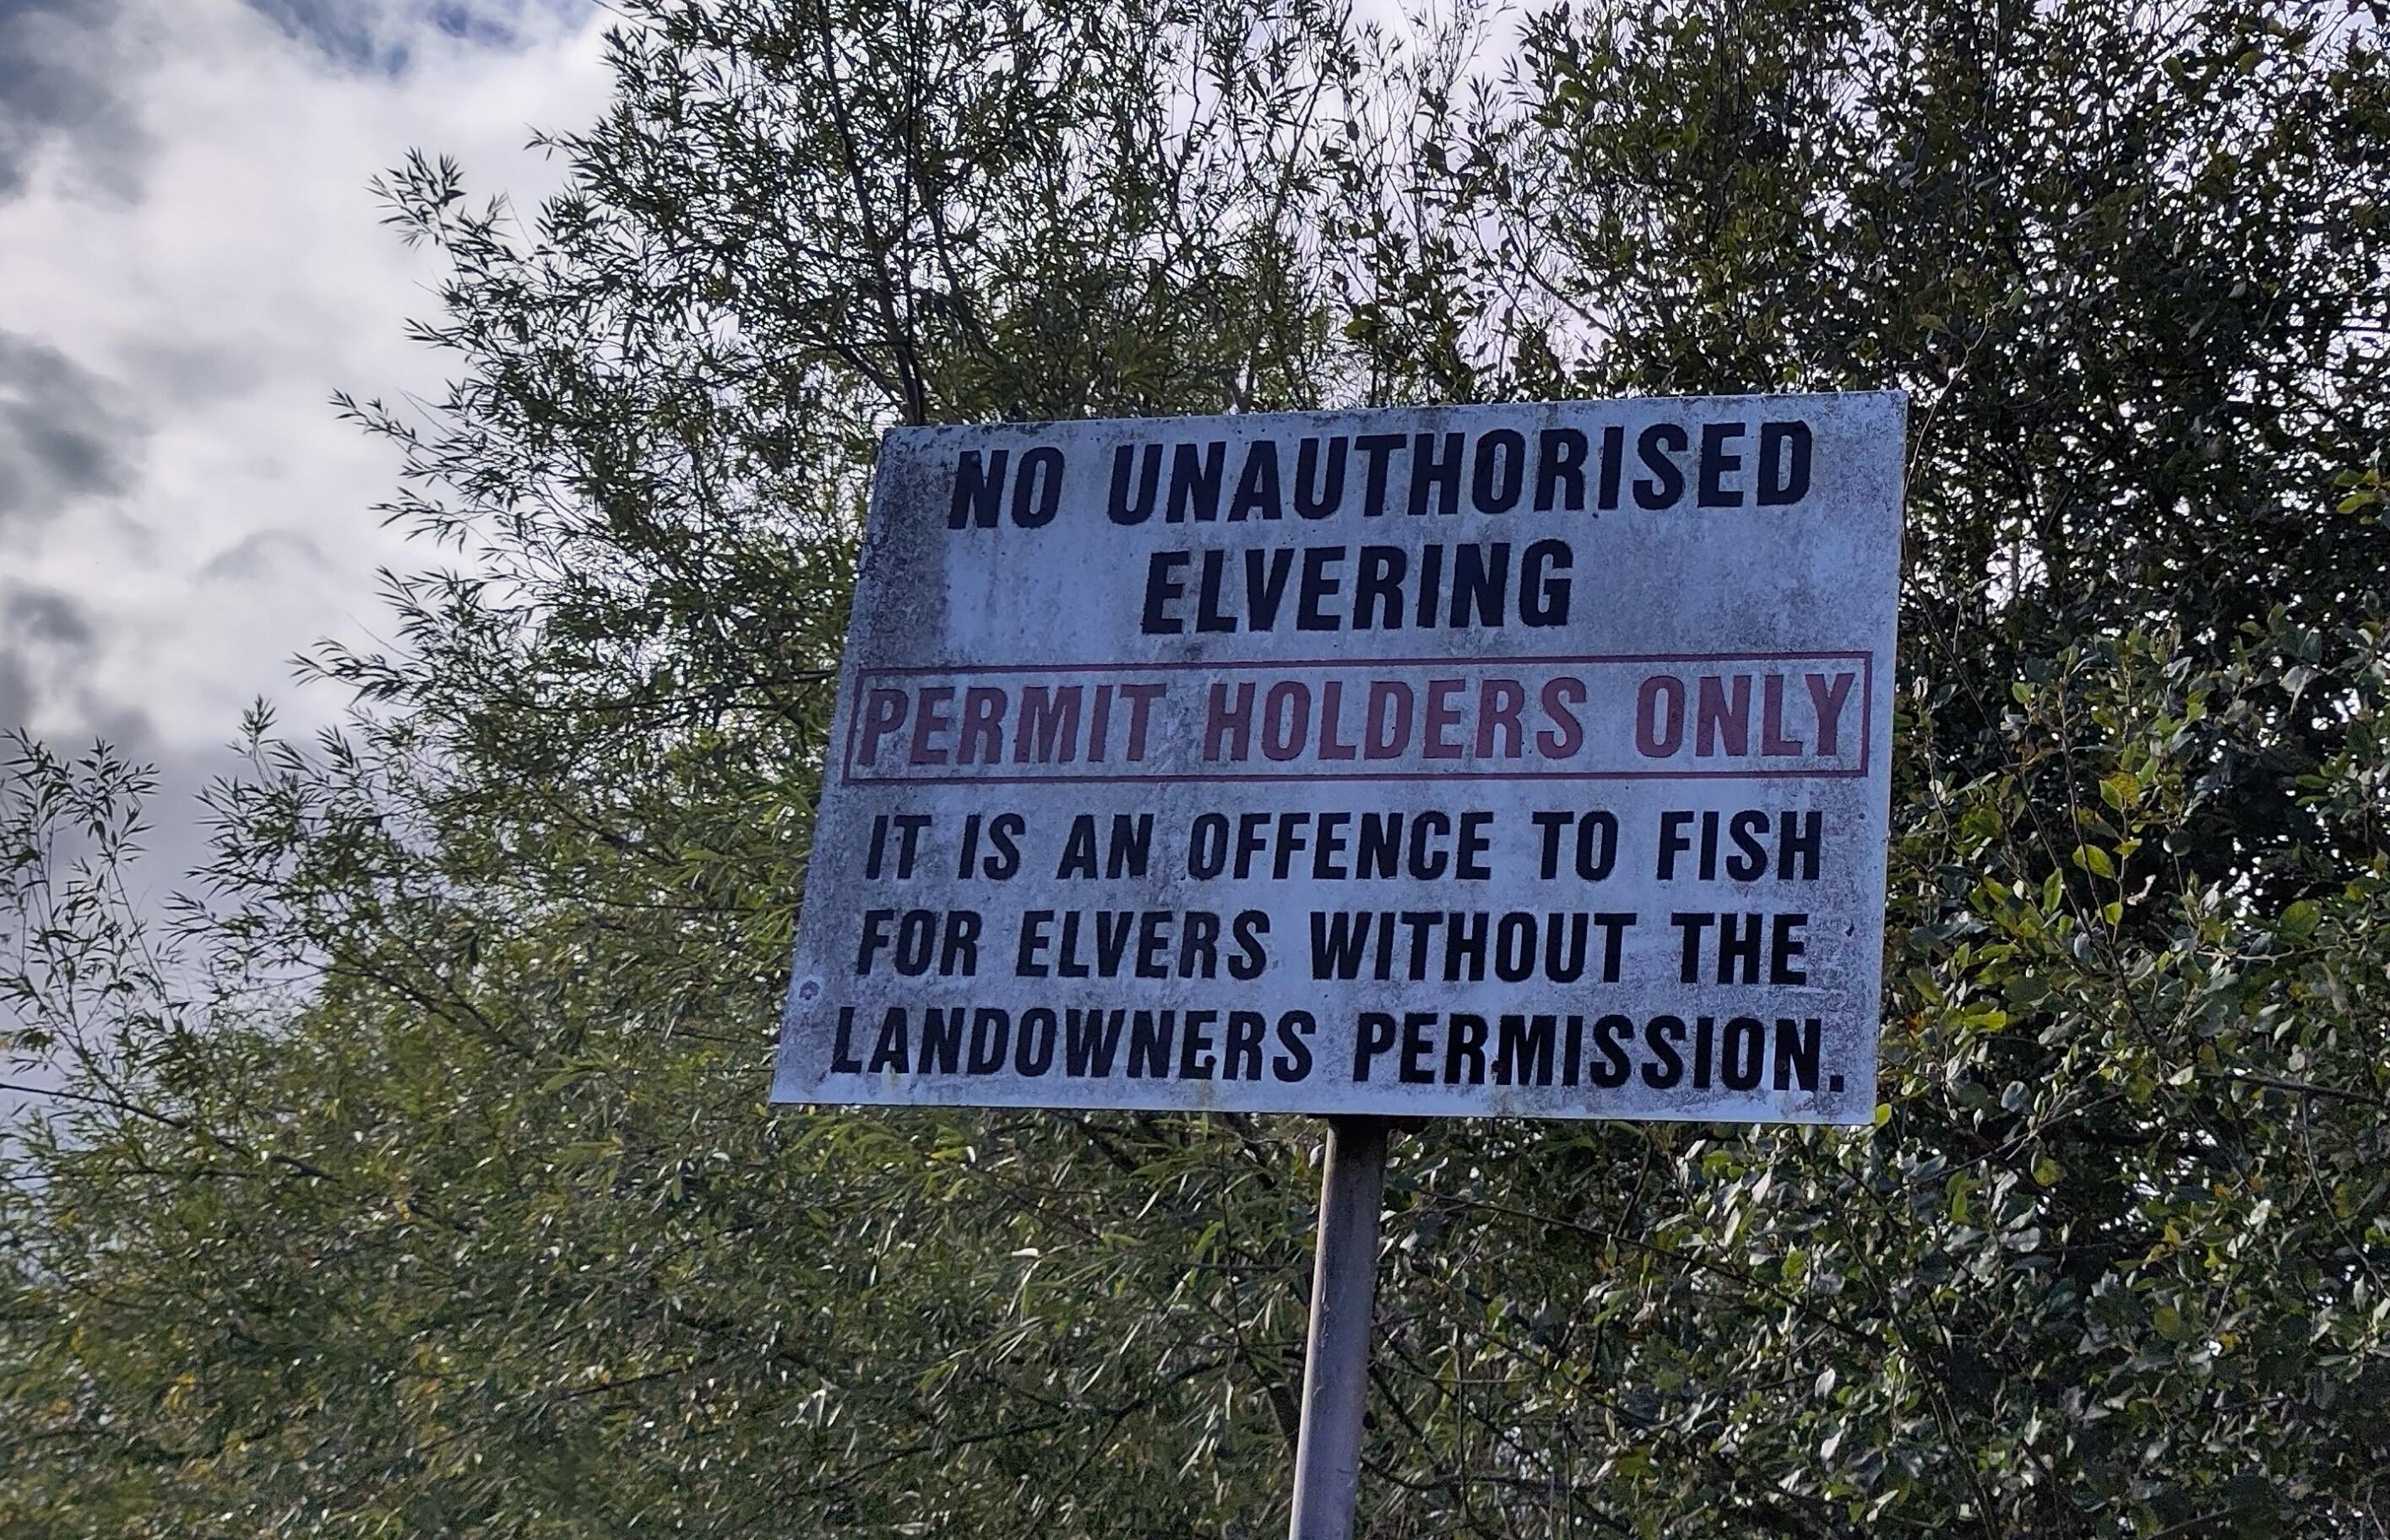 NO UNAUTHORISED
ELVERING
PERMIT HOLDERS ONLY
IT IS AN OFFENCE TO FISH
FOR ELVERS WITHOUT THE
LANDOWNERS PERMISSION.